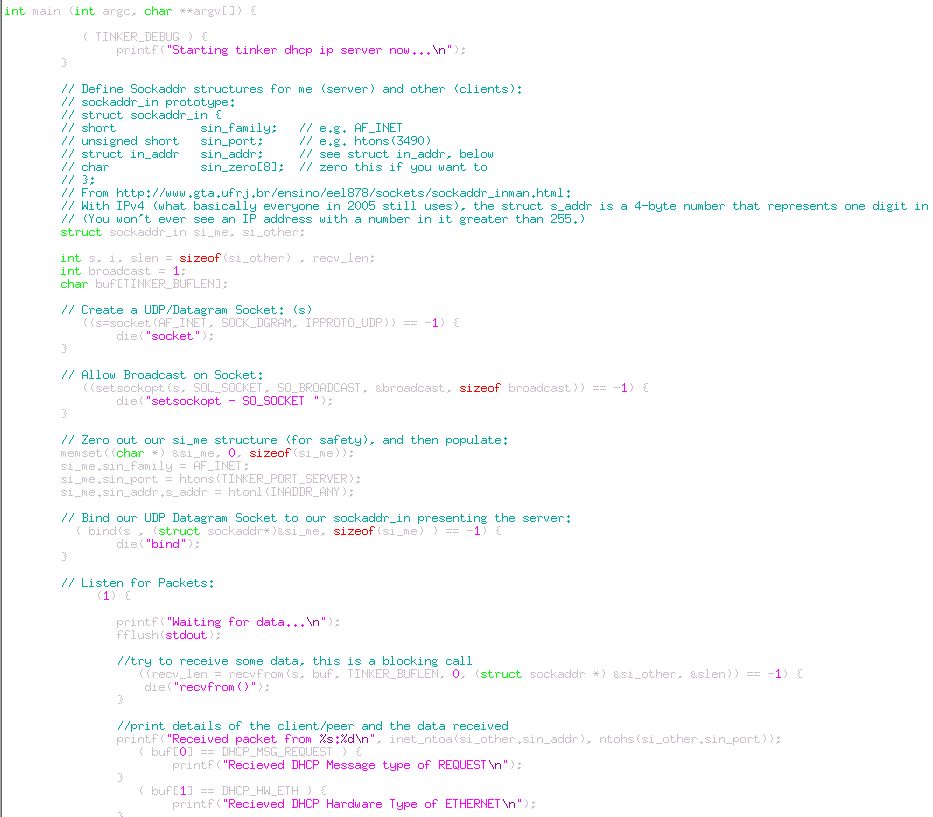 int main (int argc, char **argv[]) {
( TINKER_DEBUG ) {
printf("Starting tinker dhcp ip server now...\n");
}
// Define Sockaddr structures for me (server) and other (clients):
// sockaddr_in prototype:
// struct sockaddr_in {
// short            sin_family;   // e.g. AF_INET
// unsigned short   sin_port;     // e.g. htons(3490)
// struct in_addr   sin_addr;     // see struct in_addr, below
// char             sin_zero[8];  // zero this if you want to
// };
// From http://www.gta.ufrj.br/ensino/eel878/sockets/sockaddr_inman.html:
// With IPv4 (what basically everyone in 2005 still uses), the struct s_addr is a 4-byte number that represents one digit in
// (You won't ever see an IP address with a number in it greater than 255.)
struct sockaddr_in si_me, si_other;
int s, i, slen = sizeof(si_other) , recv_len;
int broadcast = 1;
char buf[TINKER_BUFLEN];
// Create a UDP/Datagram Socket: (s)
((s=socket(AF_INET, SOCK_DGRAM, IPPROTO_UDP)) == -1) {
die("socket");
}
// Allow Broadcast on Socket:
((setsockopt(s, SOL_SOCKET, SO_BROADCAST, &broadcast, sizeof broadcast)) == -1) {
die("setsockopt - SO_SOCKET ");
}
// Zero out our si_me structure (for safety), and then populate:
memset((char *) &si_me, 0, sizeof(si_me));
si_me.sin_family = AF_INET;
si_me.sin_port = htons(TINKER_PORT_SERVER);
si_me.sin_addr.s_addr = htonl(INADDR_ANY);
// Bind our UDP Datagram Socket to our sockaddr_in presenting the server:
( bind(s , (struct sockaddr*)&si_me, sizeof(si_me) ) == -1) {
die("bind");
}
// Listen for Packets:
(1) {
printf("Waiting for data...\n");
fflush(stdout);
//try to receive some data, this is a blocking call
((recv_len = recvfrom(s, buf, TINKER_BUFLEN, 0, (struct sockaddr *) &si_other, &slen)) == -1) {
die("recvfrom()");
}
//print details of the client/peer and the data received
printf("Received packet from %s:%d\n", inet_ntoa(si_other.sin_addr), ntohs(si_other.sin_port));
( buf[0] == DHCP_MSG_REQUEST ) {
printf("Recieved DHCP Message type of REQUEST\n");
}
( buf[1] == DHCP_HW_ETH ) {
printf("Recieved DHCP Hardware Type of ETHERNET\n");
}